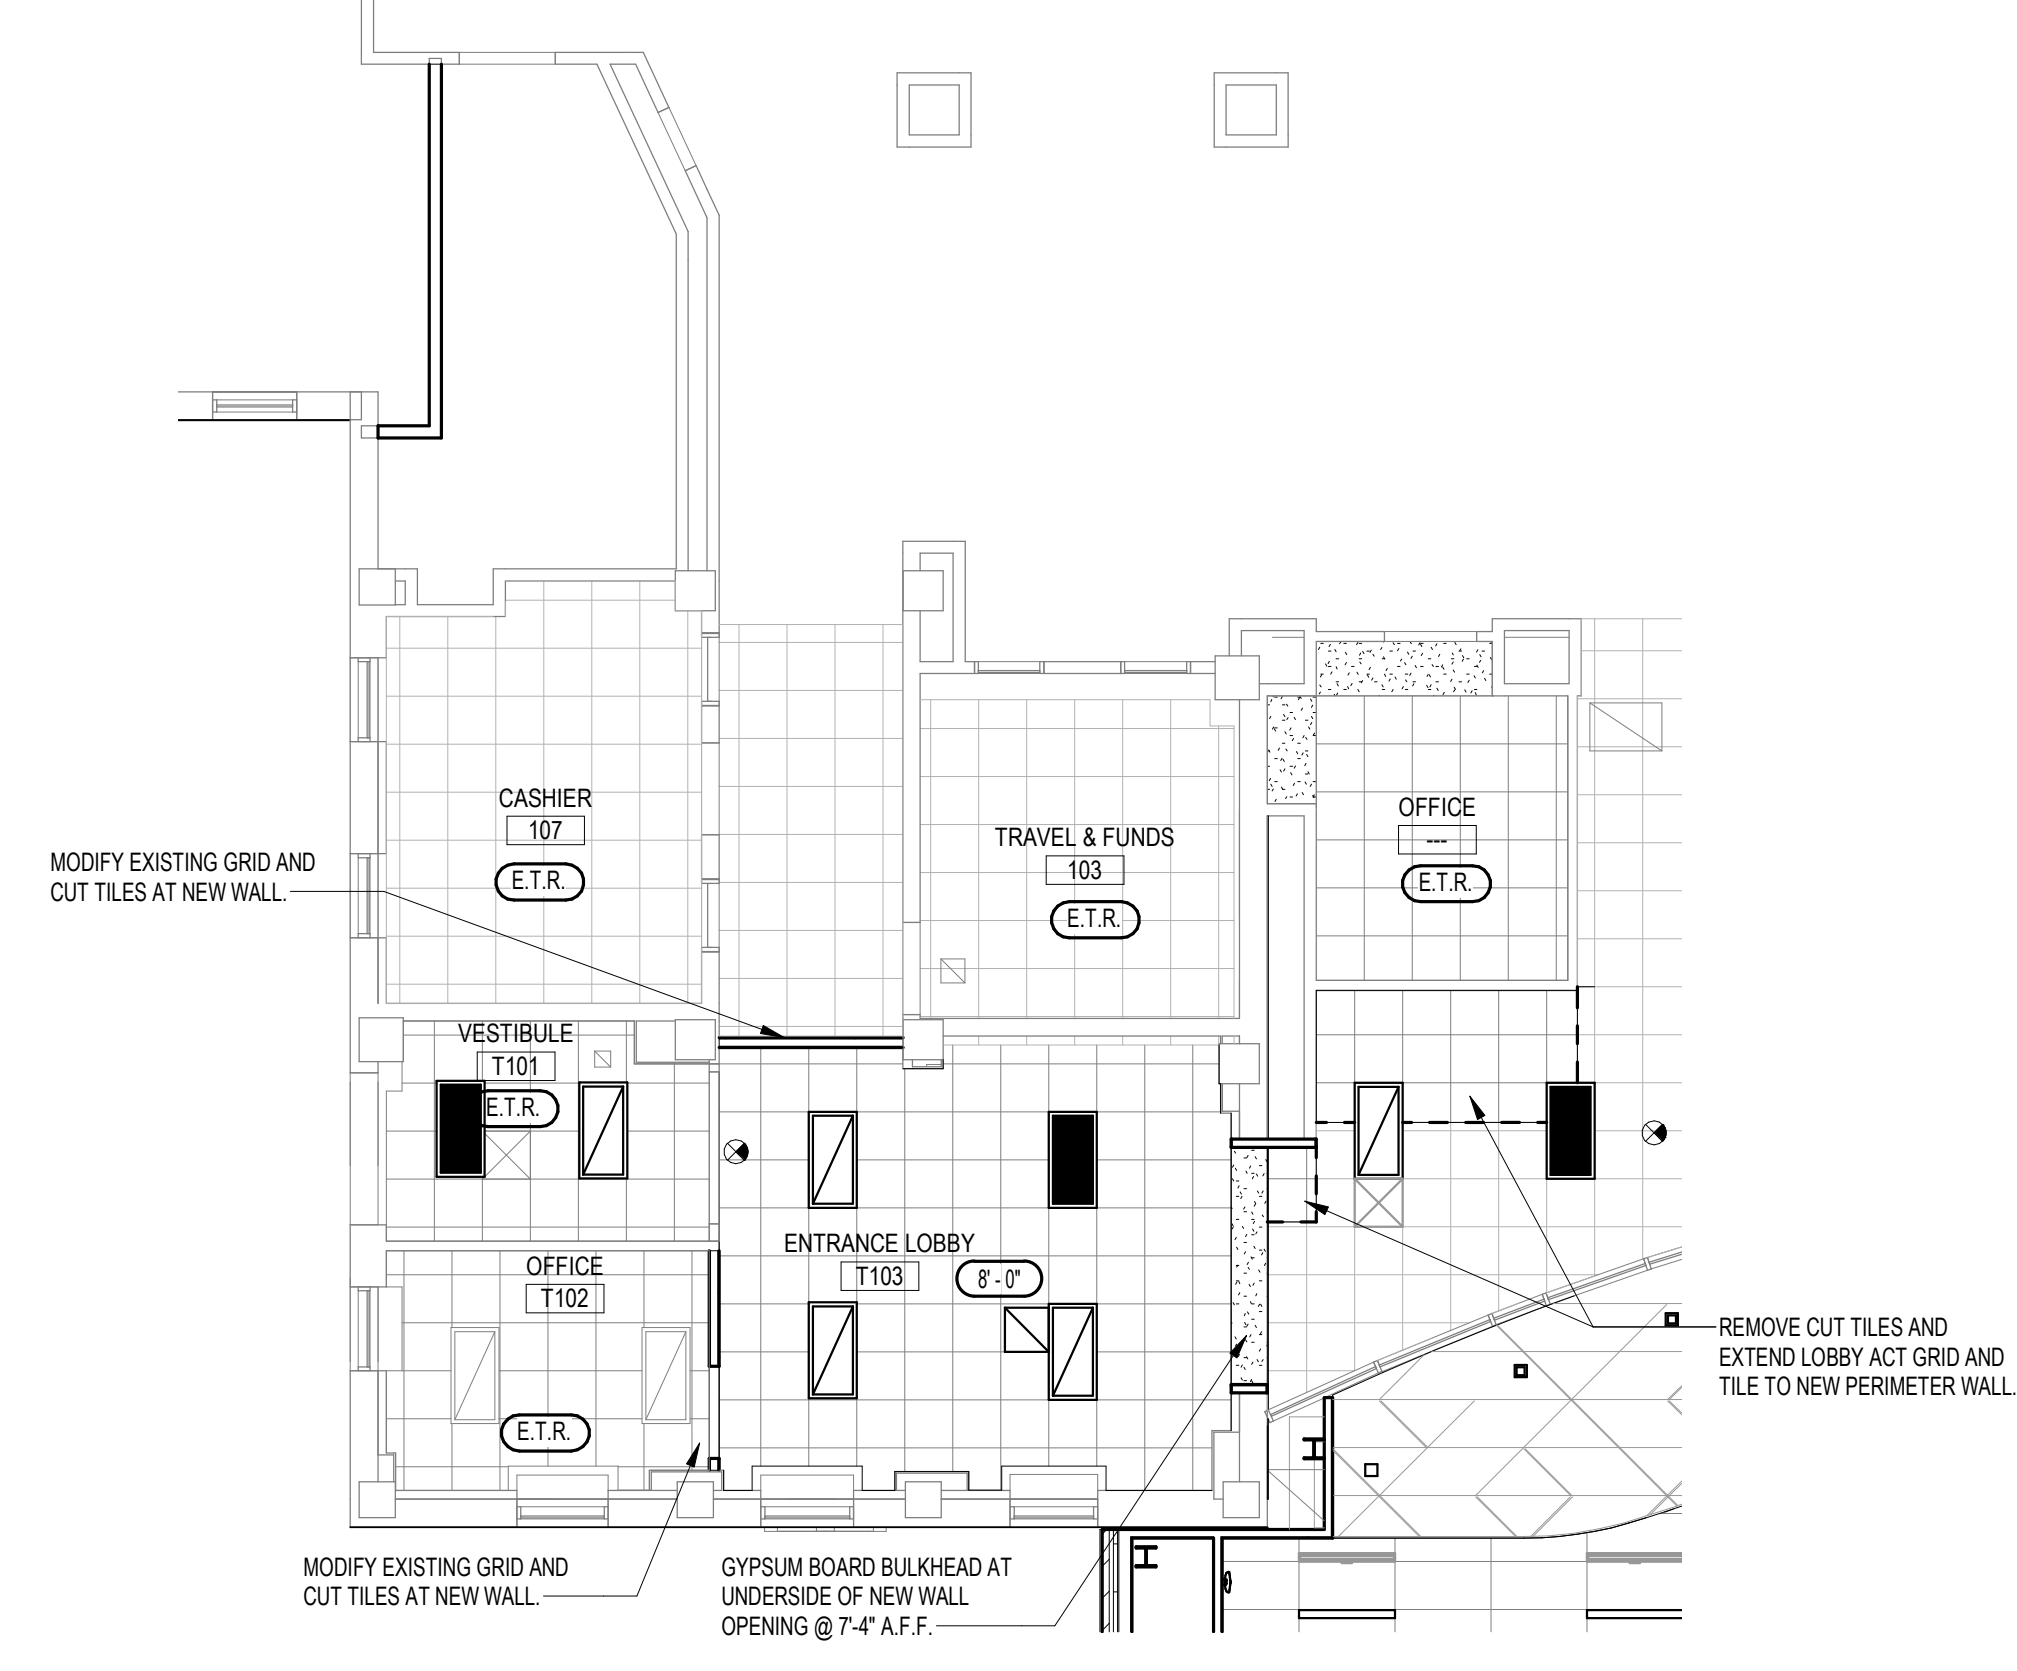 CASHIER
107
E.T.R.
TRAVEL & FUNDS
103
E.T.R.
OFFICE
---
E.T.R.
MODIFY EXISTING GRID AND
CUT TILES AT NEW WALL.
VESTIBULE
T101
E.T.R.
ENTRANCE LOBBY
T103
8' - 0"
OFFICE
T102
E.T.R.
REMOVE CUT TILES AND
EXTEND LOBBY ACT GRID AND
TILE TO NEW PERIMETER WALL.
MODIFY EXISTING GRID AND
CUT TILES AT NEW WALL.
GYPSUM BOARD BULKHEAD AT
UNDERSIDE OF NEW WALL
OPENING @ 7'-4" A.F.F.